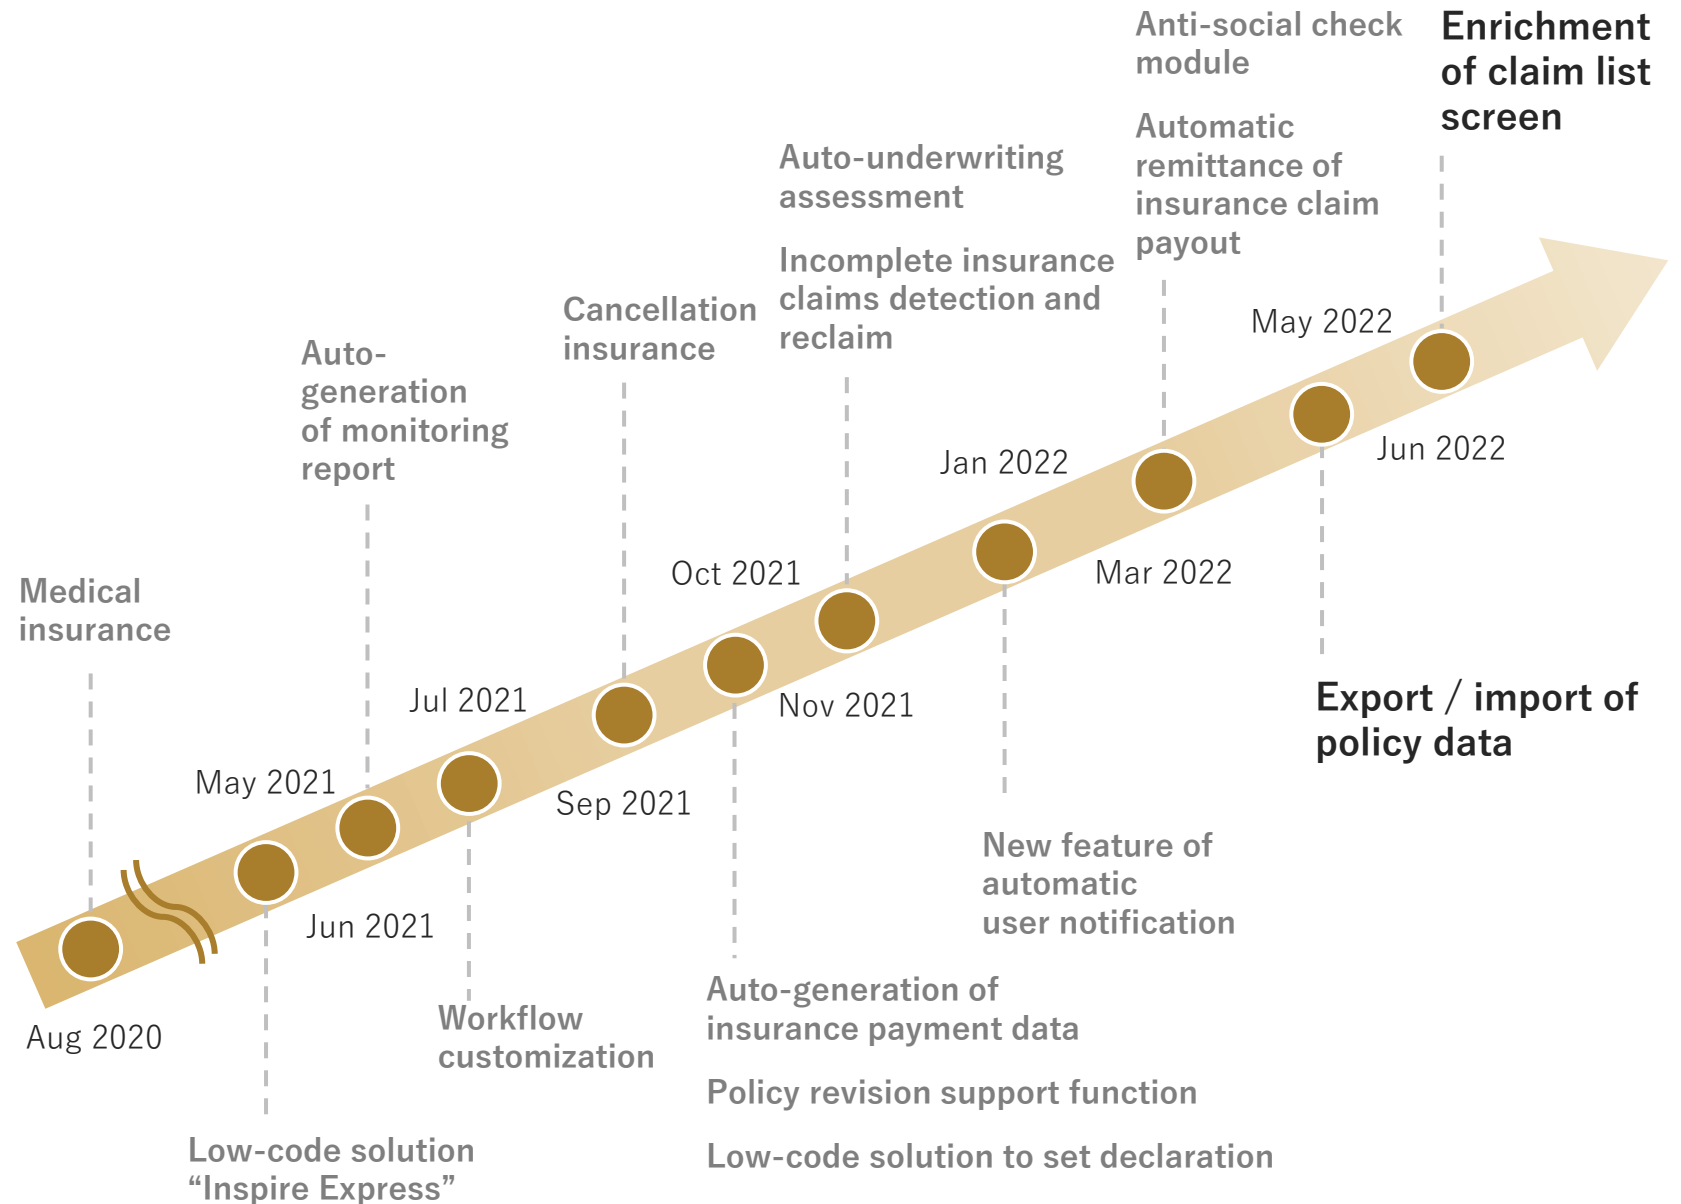 Medical
insurance
Aug 2020
May 2021
Low-code solution
“Inspire Express”
Auto-
generation
of monitoring
report
Jun 2021
Jul 2021
Workflow
customization
Cancellation
insurance
Sep 2021
Oct 2021
Auto-generation of
insurance payment data
Policy revision support function
Low-code solution to set declaration
Auto-underwriting
assessment
Incomplete insurance
claims detection and
reclaim
Nov 2021
Jan 2022
New feature of
automatic
user notification
Anti-social check
module
Automatic
remittance of
insurance claim
payout
Mar 2022
May 2022
Export / import of
policy data
Enrichment
of claim list
screen
Jun 2022